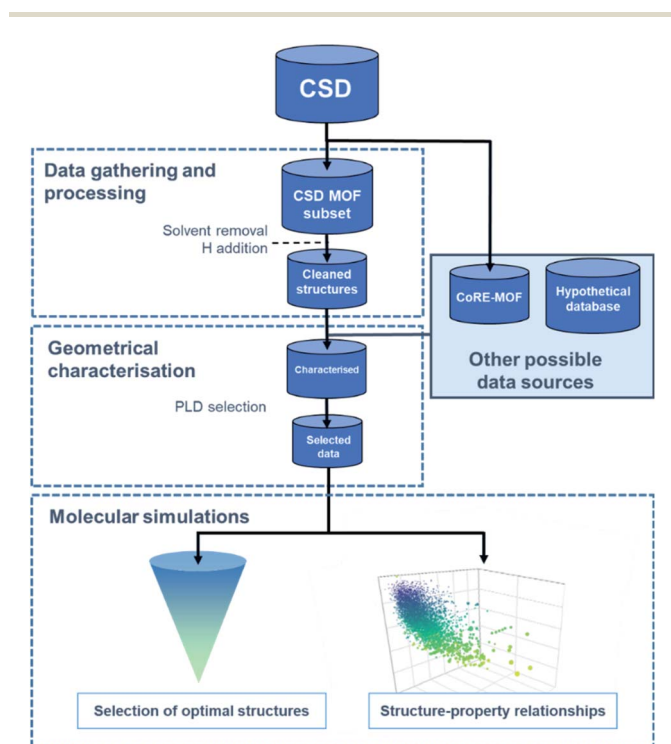 CSD
Data gathering and
processing
CSD MOF
subset
Solvent removal
H addition
Cleaned
structures
CoRE-MOF
Hypothetical
database
Other possible
data sources
Geometrical
characterisation
Characterised
PLD selection
Selected
data
Molecular simulations
Selection of optimal structures
Structure-property relationships